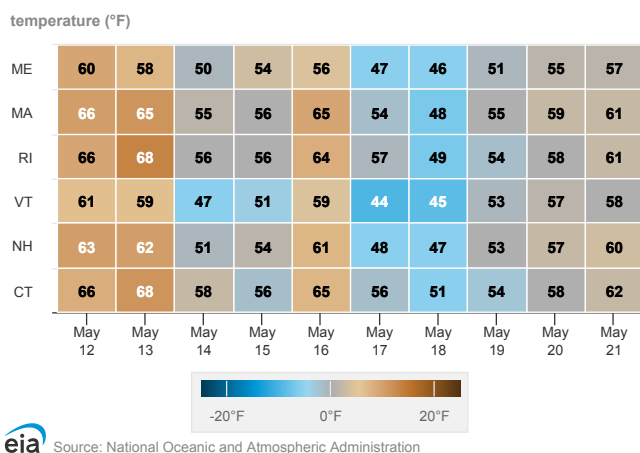 temperature (°F)
ME 60 58 50 54 56 47 46 51 55 57
MA 66 65 55 56 65 54 48 55 59 61
RI 66 68 56 56 64 57 49 54 58 61
VT 61 59 47 51 59 44 45 53 57 58
NH 63 62 51 54 61 48 47 53 57 60
CT 66 68 58 56 65 56 51 54 58 62
May May May May May May May May May May
12 13 14 15 16 17 18 19 20 21
-20°F 0°F 20°F
eia Source: National Oceanic and Atmospheric Administration